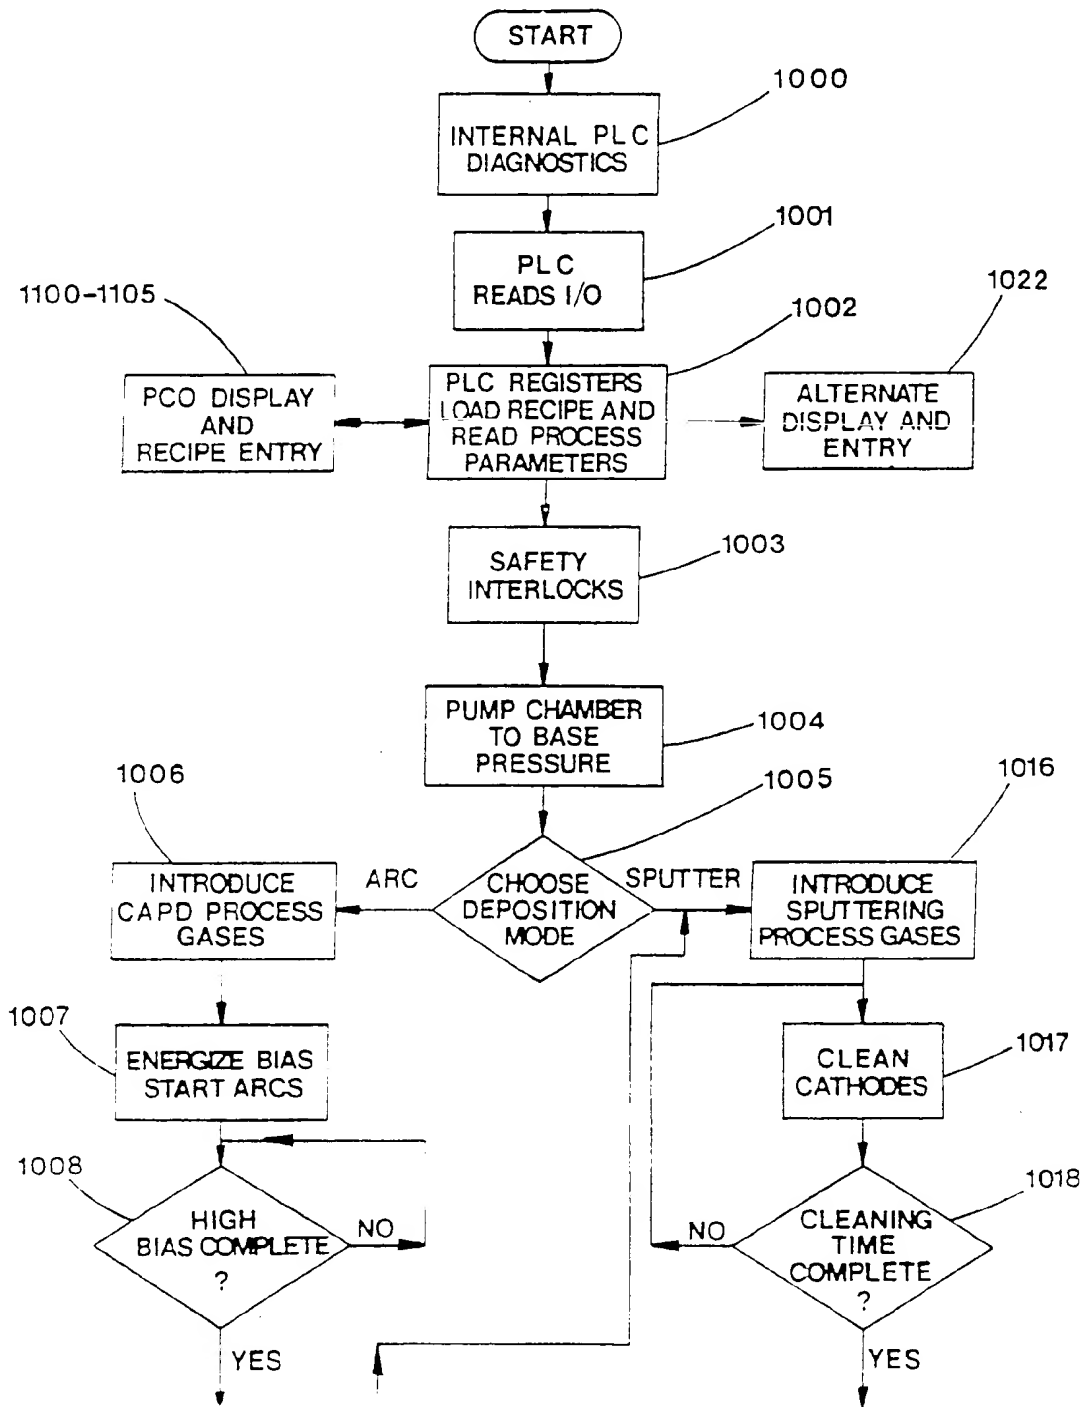 START
1000
INTERNAL PLC
DIAGNOSTICS
1001
PLC
READS I/O
1100-1105
1002
1022
PCO DISPLAY
AND
RECIPE ENTRY
PLC REGISTERS
LOAD RECIPE AND
READ PROCESS
PARAMETERS
ALTERNATE
DISPLAY AND
ENTRY
1003
SAFETY
INTERLOCKS
PUMP CHAMBER
TO BASE
PRESSURE
1004
1006
1005
1016
INTRODUCE
CAPD PROCESS
GASES
ARC
CHOOSE
DEPOSITION
MODE
SPUTTER
INTRODUCE
SPUTTERING
PROCESS GASES
1007
ENERGIZE BIAS
START ARCS
1017
CLEAN
CATHODES
1008
HIGH
BIAS COMPLETE
?
NO
YES
1018
NO
CLEANING
TIME
COMPLETE
?
YES